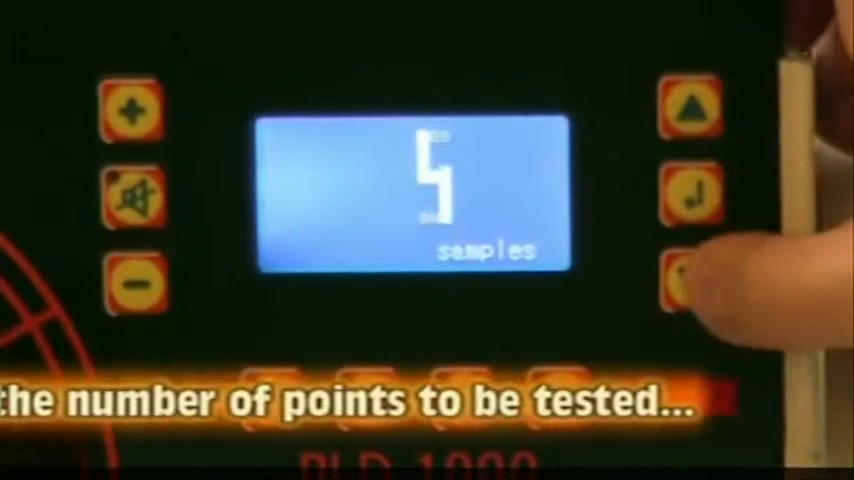 5
samples
the number of points to be tested...